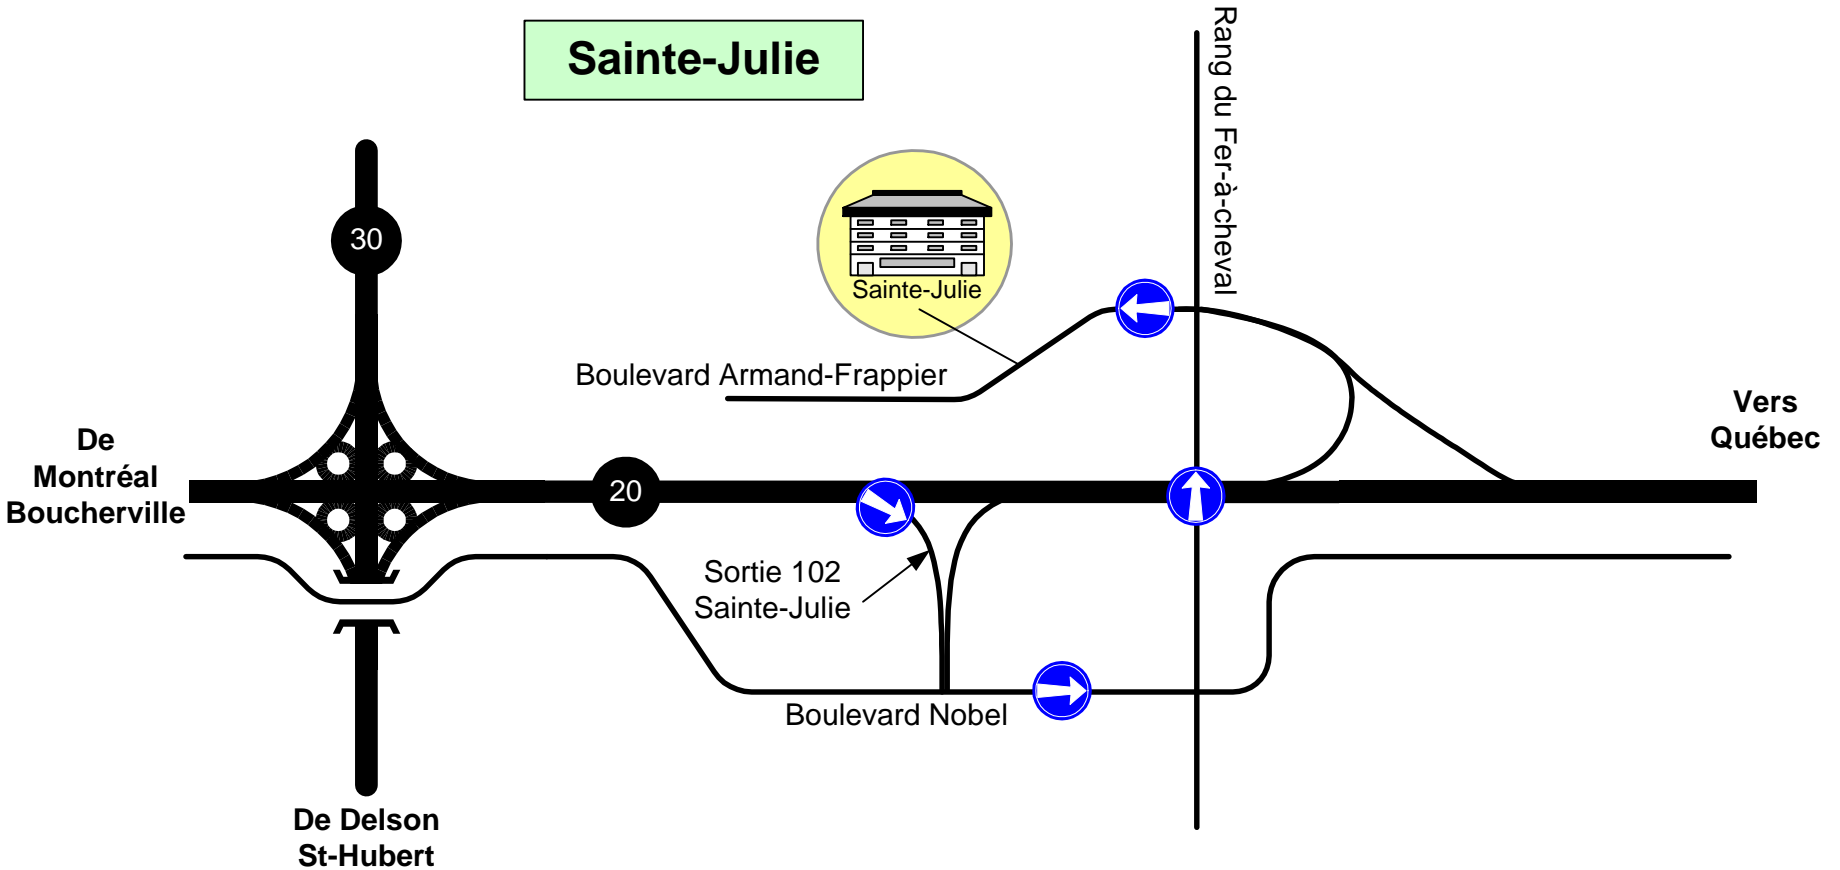 Sainte-Julie
Rang du Fer-à-cheval
30
Sainte-Julie
Boulevard Armand-Frappier
Vers
Québec
De
Montréal
Boucherville
20
Sortie 102
Sainte-Julie
Boulevard Nobel
De Delson
St-Hubert